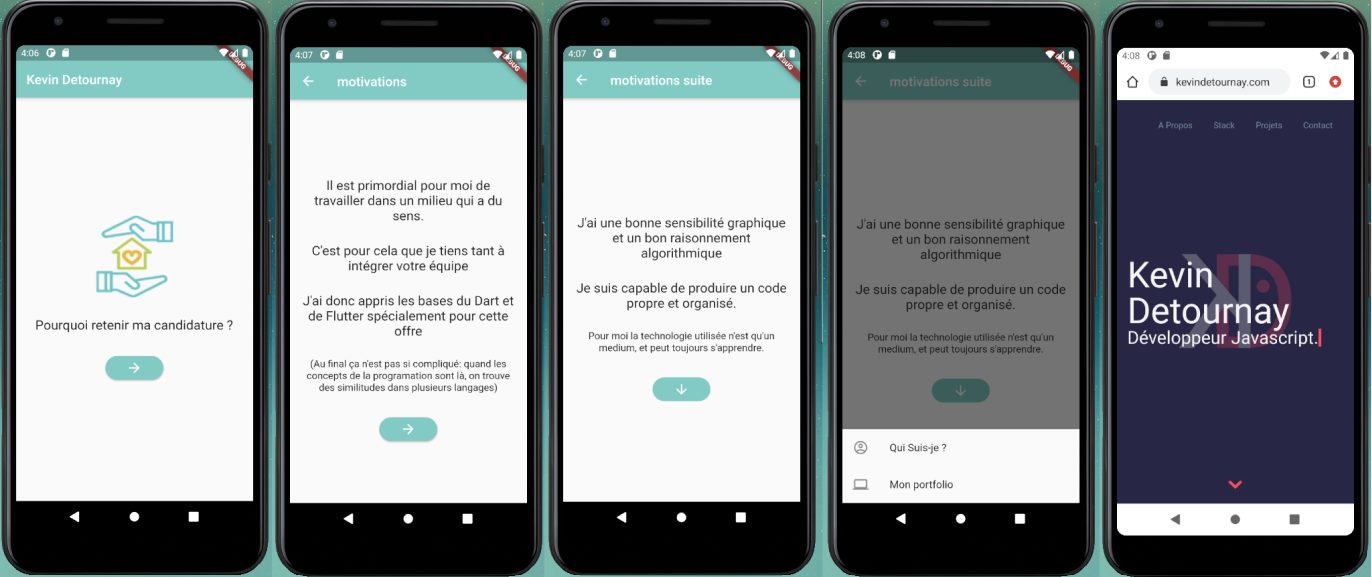 4:06
DEBUG
Kevin Detournay
Pourquoi retenir ma candidature ?
4:07
DEBUG
motivations
Il est primordial pour moi de
travailler dans un milieu qui a du
sens.
C'est pour cela que je tiens tant à
intégrer votre équipe
J'ai donc appris les bases du Dart et
de Flutter spécialement pour cette
offre
(Au final ça n'est pas si compliqué: quand les
concepts de la programation sont là, on trouve
des similitudes dans plusieurs langages)
4:07
DEBUG
motivations suite
J'ai une bonne sensibilité graphique
et un bon raisonnement
algorithmique
Je suis capable de produire un code
propre et organisé.
Pour moi la technologie utilisée n'est qu'un
medium, et peut toujours s'apprendre.
4:08
DEBUG
motivations suite
J'ai une bonne sensibilité graphique
et un bon raisonnement
algorithmique
Je suis capable de produire un code
propre et organisé.
Pour moi la technologie utilisée n'est qu'un
medium, et peut toujours s'apprendre.
Qui Suis-je ?
Mon portfolio
4:08
kevindetournay.com
1
A Propos Stack Projets Contact
KD
Kevin
Detournay
Développeur Javascript.